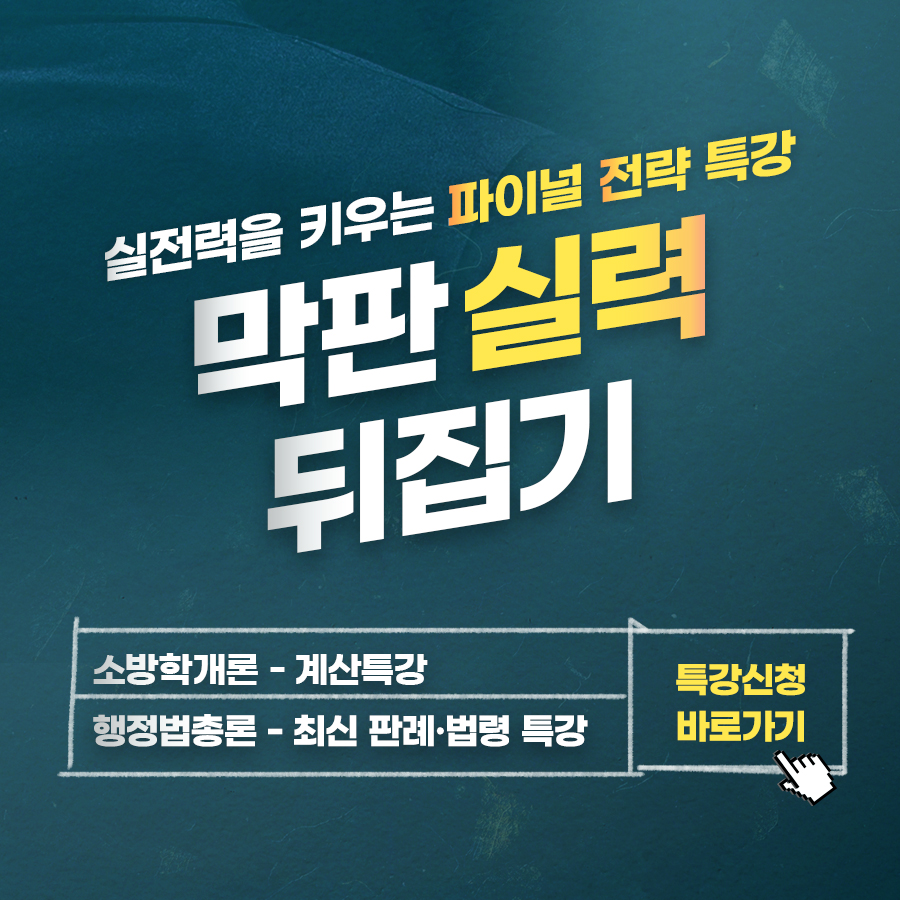 실전력을 키우는 파이널 전략 특강
막판 실력
뒤집기
소방학개론 - 계산특강
행정법총론 - 최신 판례·법령 특강
특강신청
바로가기